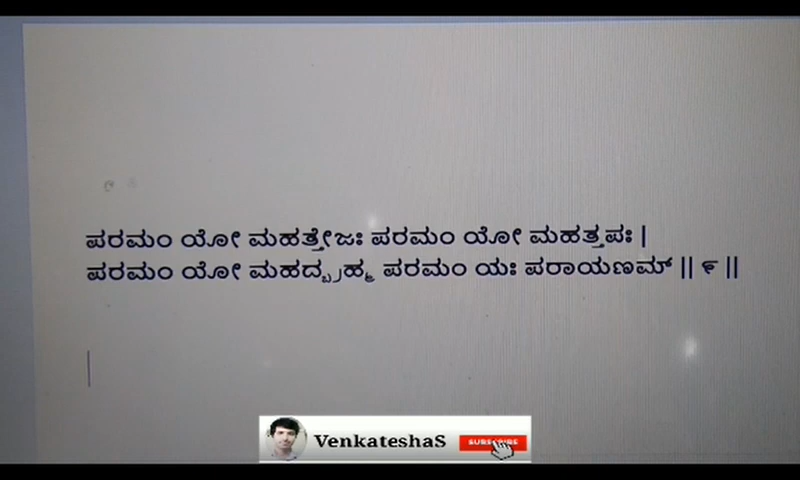 ಪರಮಂ ಯೋ ಮಹತ್ತೇಜಃ ಪರಮಂ ಯೋ ಮಹತ್ತಪಃ |
ಪರಮಂ ಯೋ ಮಹದ್ಬ್ರಹ್ಮ ಪರಮಂ ಯಃ ಪರಾಯಣಮ್ || ೯ ||
VenkateshaS SUBSCRIBE